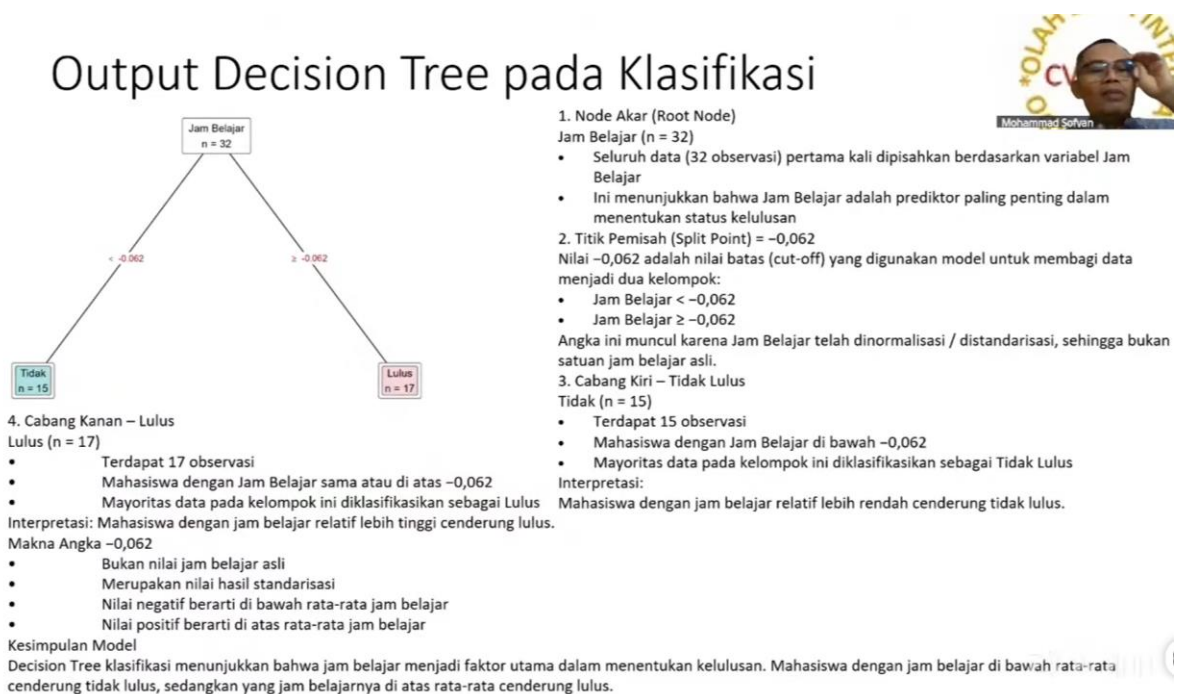 Output Decision Tree pada Klasifikasi
Mohammad Sofyan
Jam Belajar
n = 32
< -0.062
≥ -0.062
Tidak
n = 15
Lulus
n = 17
1. Node Akar (Root Node)
Jam Belajar (n = 32)
• Seluruh data (32 observasi) pertama kali dipisahkan berdasarkan variabel Jam
Belajar
• Ini menunjukkan bahwa Jam Belajar adalah prediktor paling penting dalam
menentukan status kelulusan
2. Titik Pemisah (Split Point) = −0,062
Nilai −0,062 adalah nilai batas (cut-off) yang digunakan model untuk membagi data
menjadi dua kelompok:
• Jam Belajar < −0,062
• Jam Belajar ≥ −0,062
Angka ini muncul karena Jam Belajar telah dinormalisasi / distandarisasi, sehingga bukan
satuan jam belajar asli.
3. Cabang Kiri – Tidak Lulus
Tidak (n = 15)
• Terdapat 15 observasi
• Mahasiswa dengan Jam Belajar di bawah −0,062
• Mayoritas data pada kelompok ini diklasifikasikan sebagai Tidak Lulus
Interpretasi:
Mahasiswa dengan jam belajar relatif lebih rendah cenderung tidak lulus.
4. Cabang Kanan – Lulus
Lulus (n = 17)
• Terdapat 17 observasi
• Mahasiswa dengan Jam Belajar sama atau di atas −0,062
• Mayoritas data pada kelompok ini diklasifikasikan sebagai Lulus
Interpretasi: Mahasiswa dengan jam belajar relatif lebih tinggi cenderung lulus.
Makna Angka −0,062
• Bukan nilai jam belajar asli
• Merupakan nilai hasil standarisasi
• Nilai negatif berarti di bawah rata-rata jam belajar
• Nilai positif berarti di atas rata-rata jam belajar
Kesimpulan Model
Decision Tree klasifikasi menunjukkan bahwa jam belajar menjadi faktor utama dalam menentukan kelulusan. Mahasiswa dengan jam belajar di bawah rata-rata
cenderung tidak lulus, sedangkan yang jam belajarnya di atas rata-rata cenderung lulus.